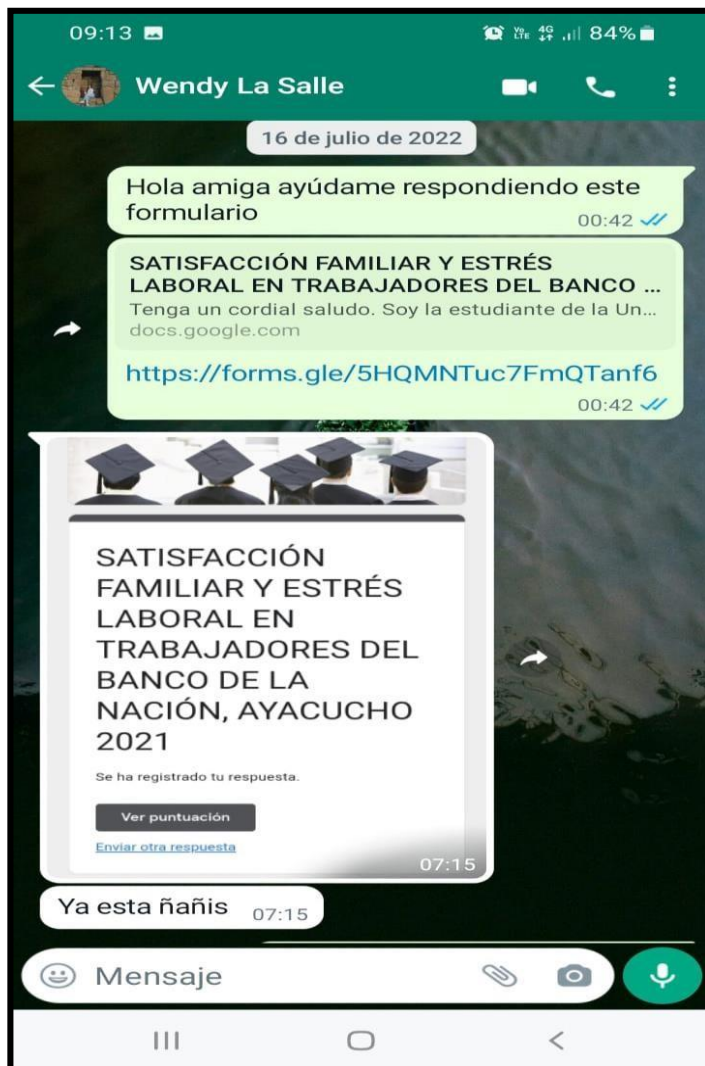 09:13 84%
Wendy La Salle
16 de julio de 2022
Hola amiga ayúdame respondiendo este
formulario
00:42
SATISFACCIÓN FAMILIAR Y ESTRÉS
LABORAL EN TRABAJADORES DEL BANCO ...
Tenga un cordial saludo. Soy la estudiante de la Un...
docs.google.com
https://forms.gle/5HQMNTuc7FmQTanf6
00:42
SATISFACCIÓN
FAMILIAR Y ESTRÉS
LABORAL EN
TRABAJADORES DEL
BANCO DE LA
NACIÓN, AYACUCHO
2021
Se ha registrado tu respuesta.
Ver puntuación
Enviar otra respuesta
07:15
Ya esta ñañis 07:15
Mensaje